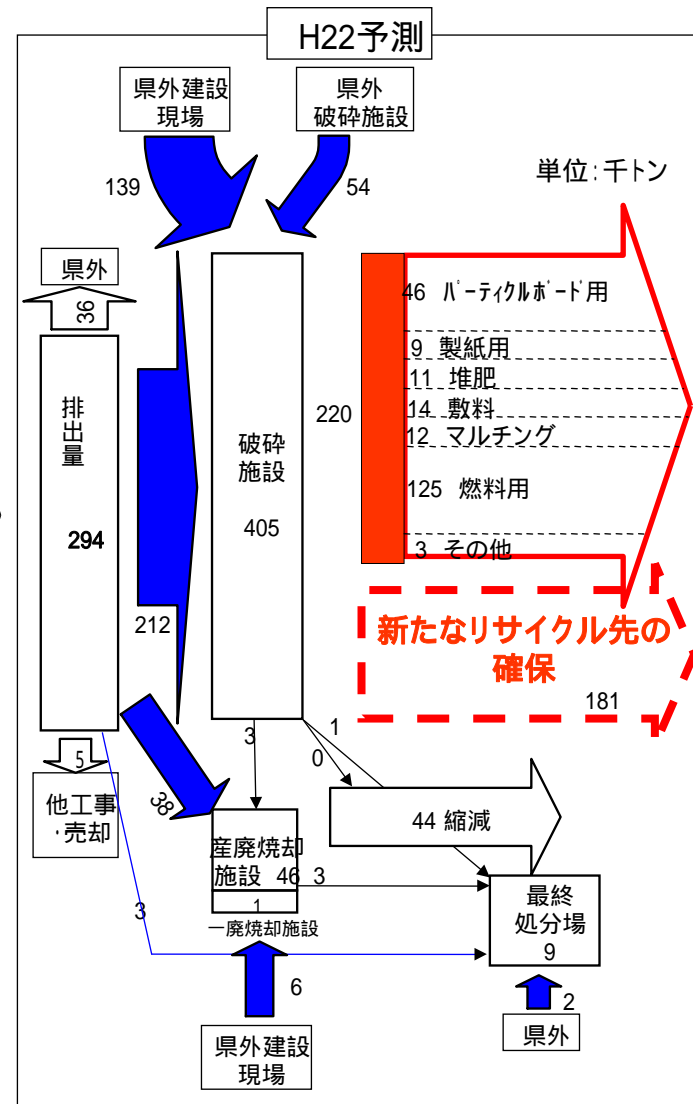 H22予測
県外建設
現場
県外
破砕施設
139
54
単位：千トン
県外
36
排出量
294
212
破砕
施設
405
220
46 パーティクルボード用
9 製紙用
11 堆肥
14 敷料
12 マルチング
125 燃料用
3 その他
新たなリサイクル先の
確保
181
5
他工事
・売却
38
3
3
0
1
44 縮減
産廃焼却
施設 46
3
1
一廃焼却施設
6
県外建設
現場
最終
処分場
9
2
県外